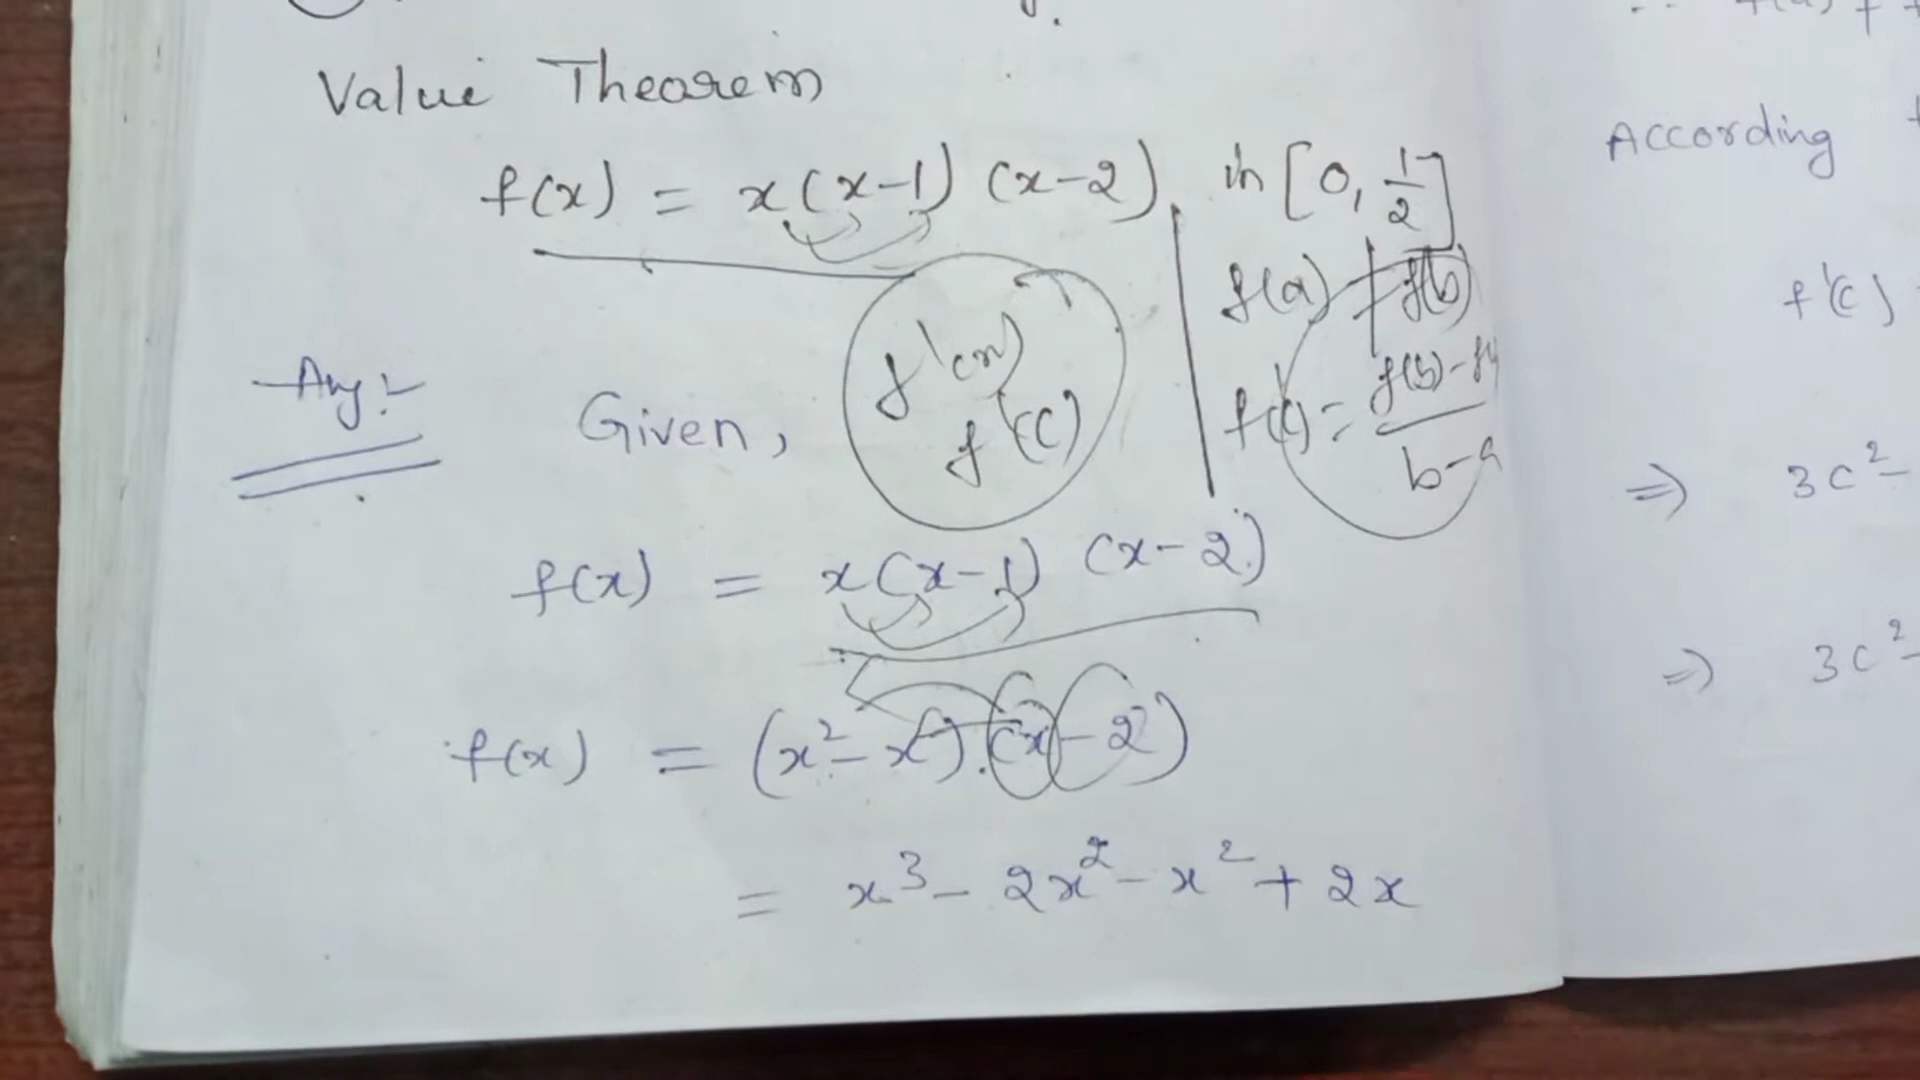 Value Theorem
f(x) = x(x-1) (x-2) in [0, 1/2]
f(a) ≠ f(b)
f'(x)
f'(c)
f'(c) = f(b)-f(
b-a
Ans:-
Given,
f(x) = x(x-1) (x-2)
f(x) = (x²-x).(x-2)
= x³ - 2x² - x² + 2x
According
f'(c)
⇒ 3c²-
⇒ 3c²-